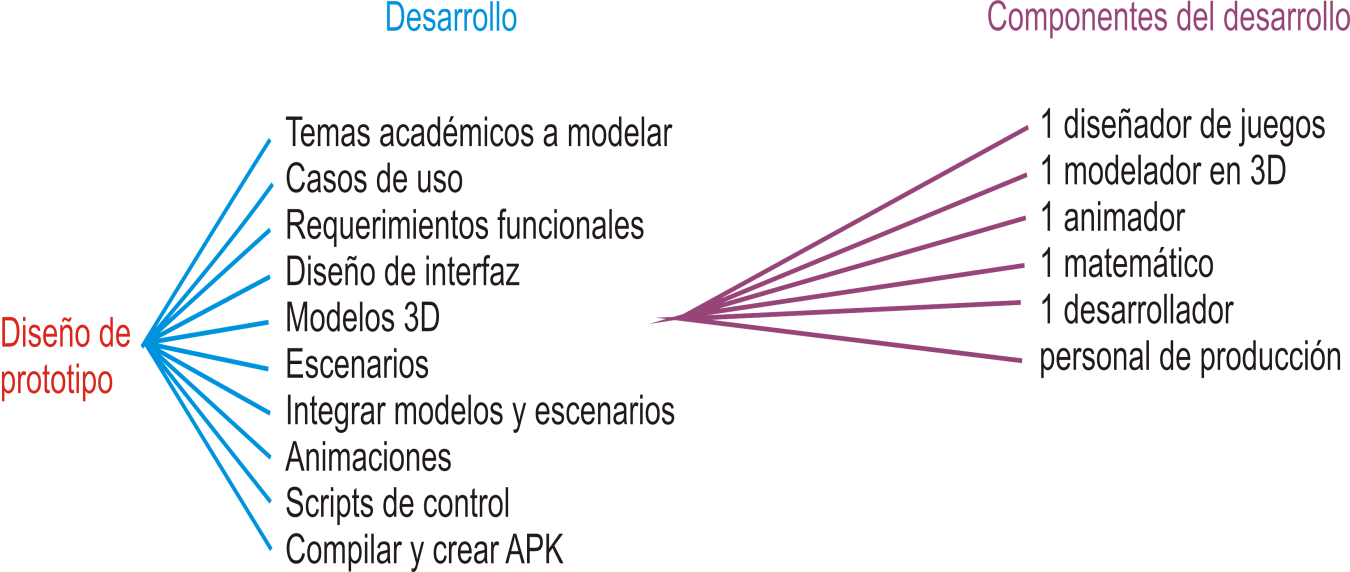 Desarrollo
Componentes del desarrollo
Diseño de
prototipo
Temas académicos a modelar
Casos de uso
Requerimientos funcionales
Diseño de interfaz
Modelos 3D
Escenarios
Integrar modelos y escenarios
Animaciones
Scripts de control
Compilar y crear APK
1 diseñador de juegos
1 modelador en 3D
1 animador
1 matemático
1 desarrollador
personal de producción